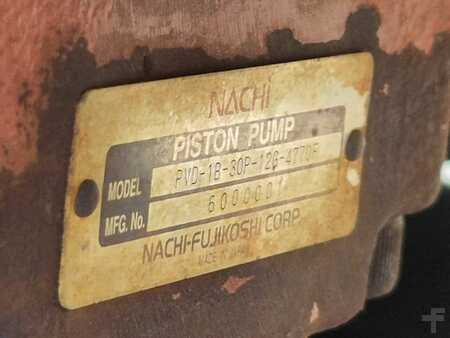 NACHI
PISTON PUMP
MODEL PVD-1B-30P-12G-4770F
MFG. No. 6000001
NACHI-FUJIKOSHI CORP.
MADE IN JAPAN